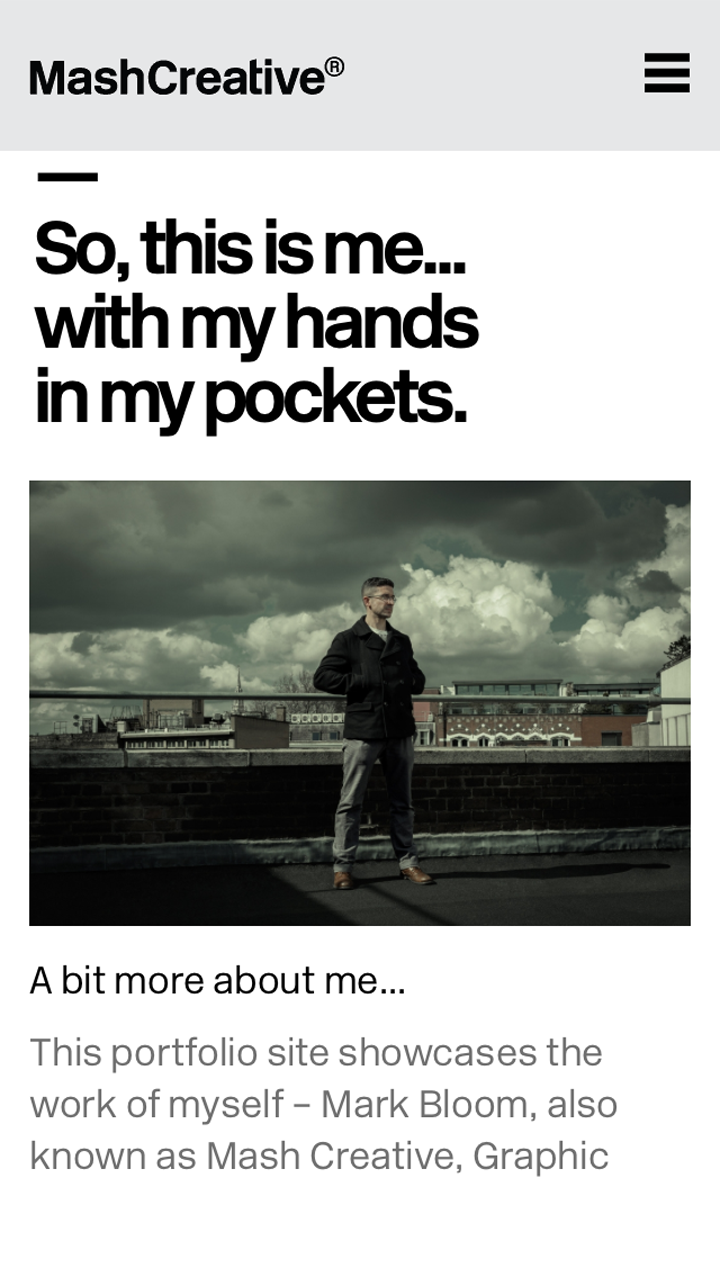 MashCreative®
So, this is me...
with my hands
in my pockets.
A bit more about me...
This portfolio site showcases the
work of myself – Mark Bloom, also
known as Mash Creative, Graphic